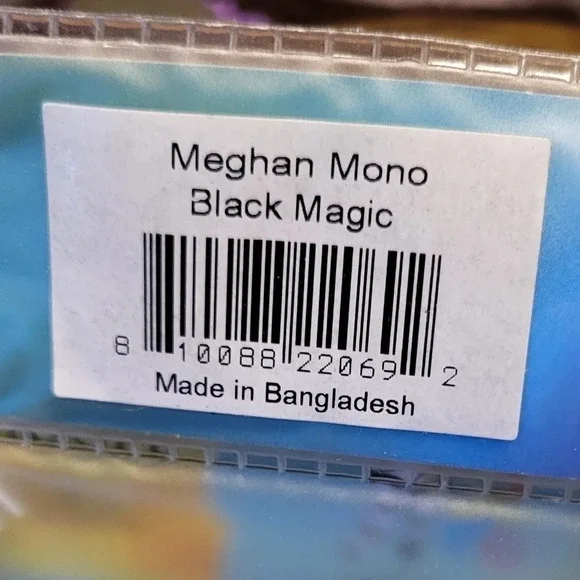 Meghan Mono
Black Magic
8 10088 22069 2
Made in Bangladesh